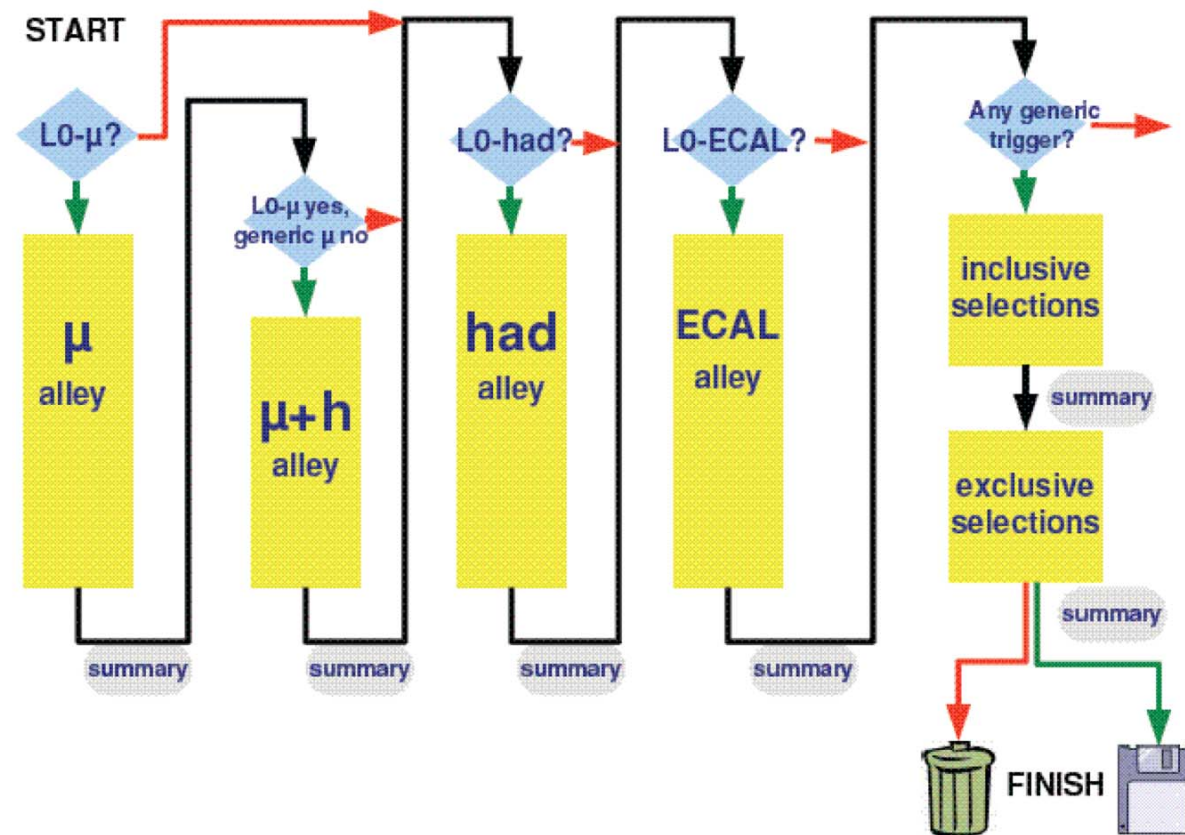 START
L0-µ?
µ
alley
summary
L0-µ yes,
generic µ no
µ+h
alley
summary
L0-had?
had
alley
summary
L0-ECAL?
ECAL
alley
summary
Any generic
trigger?
inclusive
selections
summary
exclusive
selections
summary
FINISH